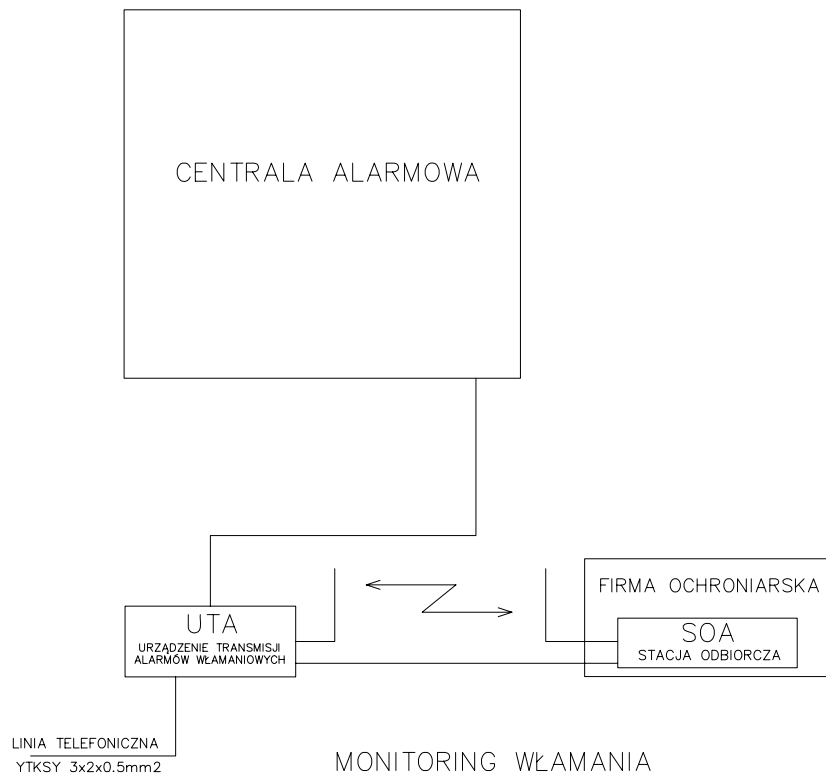 CENTRALA ALARMOWA
FIRMA OCHRONIARSKA
UTA
URZĄDZENIE TRANSMISJI
ALARMÓW WŁAMANIOWYCH
SOA
STACJA ODBIORCZA
LINIA TELEFONICZNA
YTKSY 3x2x0.5mm2
MONITORING WŁAMANIA